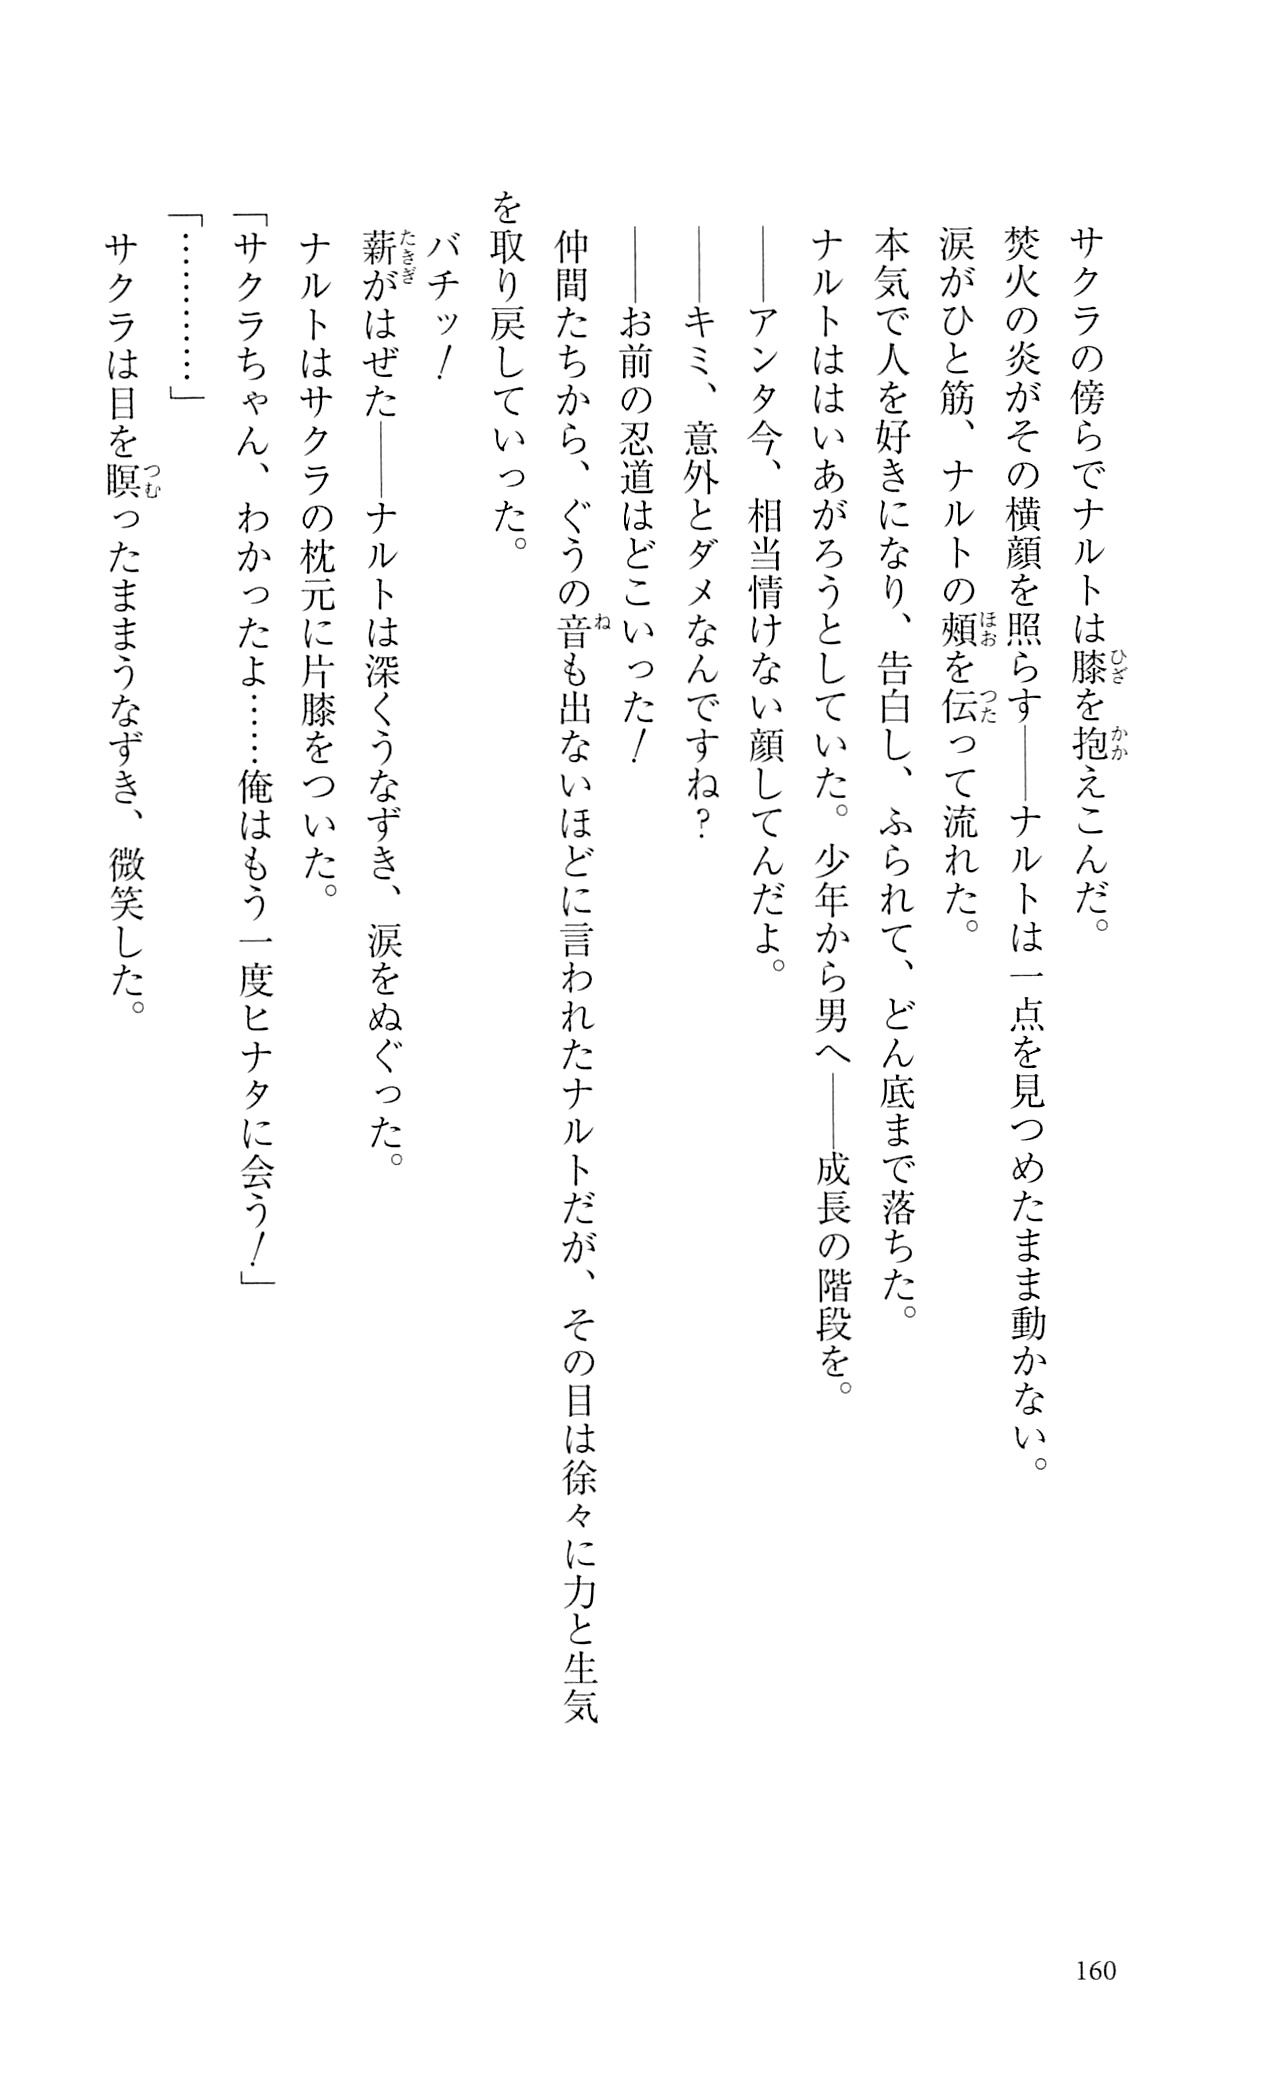 サクラの傍らでナルトは膝を抱えこんだ。
焚火の炎がその横顔を照らす――ナルトは一点を見つめたまま動かない。
涙がひと筋、ナルトの頰を伝って流れた。
本気で人を好きになり、告白し、ふられて、どん底まで落ちた。
ナルトははいあがろうとしていた。少年から男へ――成長の階段を。
――アンタ今、相当情けない顔してんだよ。
――キミ、意外とダメなんですね?
――お前の忍道はどこいった!
仲間たちから、ぐうの音も出ないほどに言われたナルトだが、その目は徐々に力と生気
を取り戻していった。
バチッ!
薪がはぜた――ナルトは深くうなずき、涙をぬぐった。
ナルトはサクラの枕元に片膝をついた。
「サクラちゃん、わかったよ……俺はもう一度ヒナタに会う!」
「…………」
サクラは目を瞑ったままうなずき、微笑した。
160